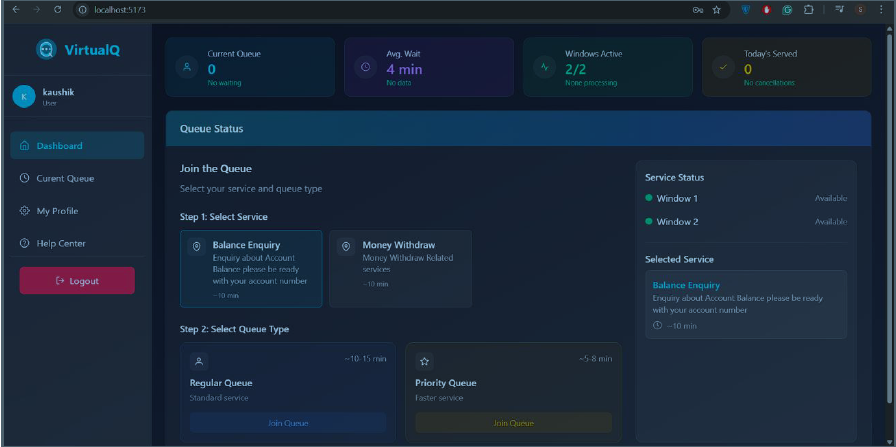 localhost:5173
S
VirtualQ
K
kaushik
User
Dashboard
Curent Queue
My Profile
Help Center
Logout
Current Queue
0
No waiting
Avg. Wait
4 min
No data
Windows Active
2/2
None processing
Today's Served
0
No cancellations
Queue Status
Join the Queue
Select your service and queue type
Step 1: Select Service
Balance Enquiry
Enquiry about Account
Balance please be ready
with your account number
~10 min
Money Withdraw
Money Withdraw Related
services
~10 min
Step 2: Select Queue Type
~10-15 min
Regular Queue
Standard service
Join Queue
~5-8 min
Priority Queue
Faster service
Join Queue
Service Status
Window 1 Available
Window 2 Available
Selected Service
Balance Enquiry
Enquiry about Account Balance please be ready
with your account number
~10 min